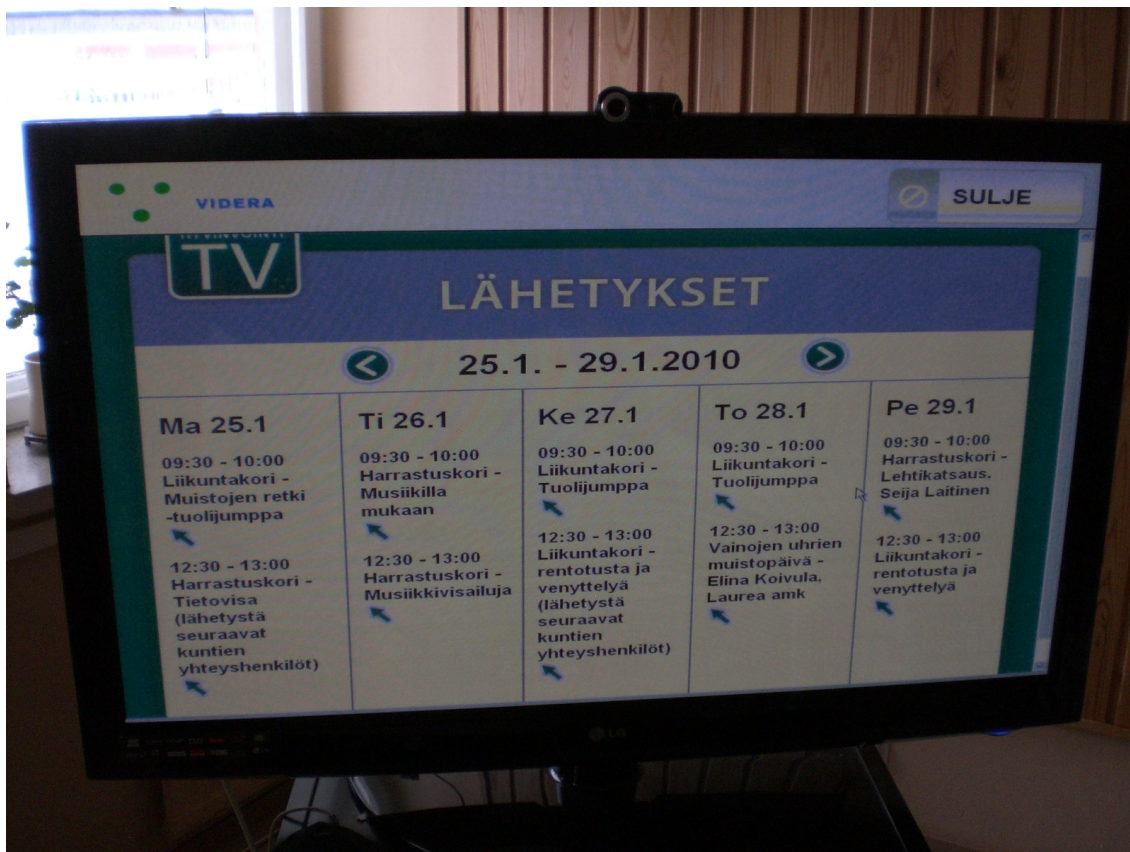 VIDERA
SULJE
TV
LÄHETYKSET
25.1. - 29.1.2010
Ma 25.1
09:30 - 10:00
Liikuntakori -
Muistojen retki
-tuolijumppa
12:30 - 13:00
Harrastuskori -
Tietovisa
(lähetystä
seuraavat
kuntien
yhteyshenkilöt)
Ti 26.1
09:30 - 10:00
Harrastuskori -
Musiikilla
mukaan
12:30 - 13:00
Harrastuskori -
Musiikkivisailuja
Ke 27.1
09:30 - 10:00
Liikuntakori -
Tuolijumppa
12:30 - 13:00
Liikuntakori -
rentotusta ja
venyttelyä
(lähetystä
seuraavat
kuntien
yhteyshenkilöt)
To 28.1
09:30 - 10:00
Liikuntakori -
Tuolijumppa
12:30 - 13:00
Vainojen uhrien
muistopäivä -
Elina Koivula,
Laurea amk
Pe 29.1
09:30 - 10:00
Harrastuskori -
Lehtikatsaus,
Seija Laitinen
12:30 - 13:00
Liikuntakori -
rentotusta ja
venyttelyä
LG